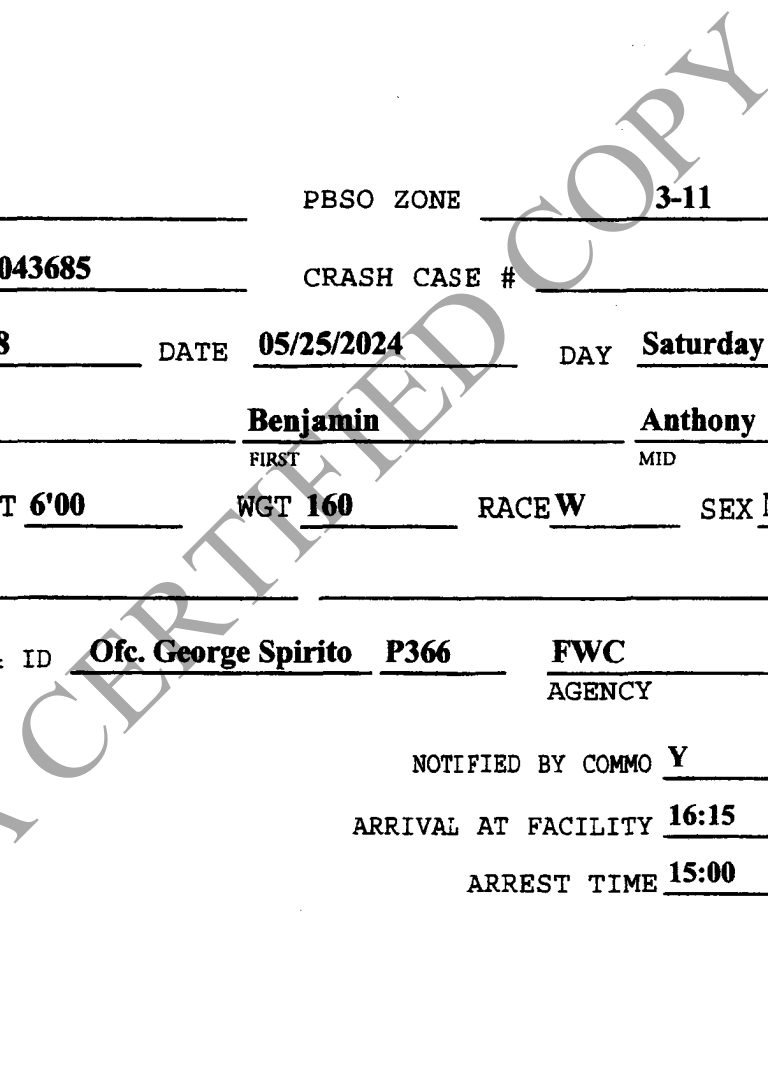 PBSO ZONE 3-11
043685 CRASH CASE #
8 DATE 05/25/2024 DAY Saturday
Benjamin Anthony
FIRST MID
T 6'00 WGT 160 RACE W SEX
ID Ofc. George Spirito P366 FWC
AGENCY
NOTIFIED BY COMMO Y
ARRIVAL AT FACILITY 16:15
ARREST TIME 15:00
A CERTIFIED COPY